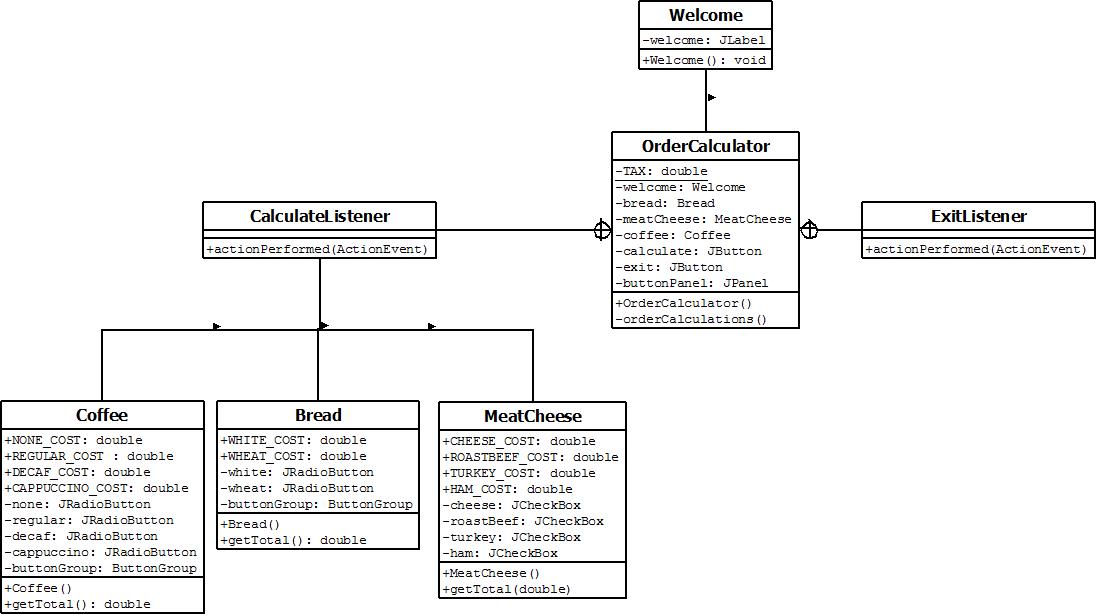 Welcome
-welcome: JLabel
+Welcome(): void
OrderCalculator
-TAX: double
-welcome: Welcome
-bread: Bread
-meatCheese: MeatCheese
-coffee: Coffee
-calculate: JButton
-exit: JButton
-buttonPanel: JPanel
+OrderCalculator()
-orderCalculations()
CalculateListener
+actionPerformed(ActionEvent)
ExitListener
+actionPerformed(ActionEvent)
Coffee
+NONE_COST: double
+REGULAR_COST : double
+DECAF_COST: double
+CAPPUCCINO_COST: double
-none: JRadioButton
-regular: JRadioButton
-decaf: JRadioButton
-cappuccino: JRadioButton
-buttonGroup: ButtonGroup
+Coffee()
+getTotal(): double
Bread
+WHITE_COST: double
+WHEAT_COST: double
-white: JRadioButton
-wheat: JRadioButton
-buttonGroup: ButtonGroup
+Bread()
+getTotal(): double
MeatCheese
+CHEESE_COST: double
+ROASTBEEF_COST: double
+TURKEY_COST: double
+HAM_COST: double
-cheese: JCheckBox
-roastBeef: JCheckBox
-turkey: JCheckBox
-ham: JCheckBox
+MeatCheese()
+getTotal(double)